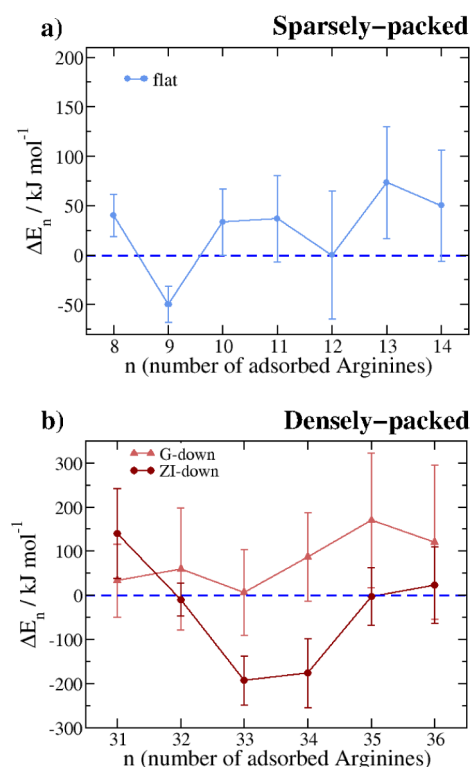 a) Sparsely−packed
200
150
100
50
0
-50
ΔEn / kJ mol−1
flat
8 9 10 11 12 13 14
n (number of adsorbed Arginines)
b) Densely−packed
300
200
100
0
-100
-200
-300
ΔEn / kJ mol−1
G-down
ZI-down
31 32 33 34 35 36
n (number of adsorbed Arginines)